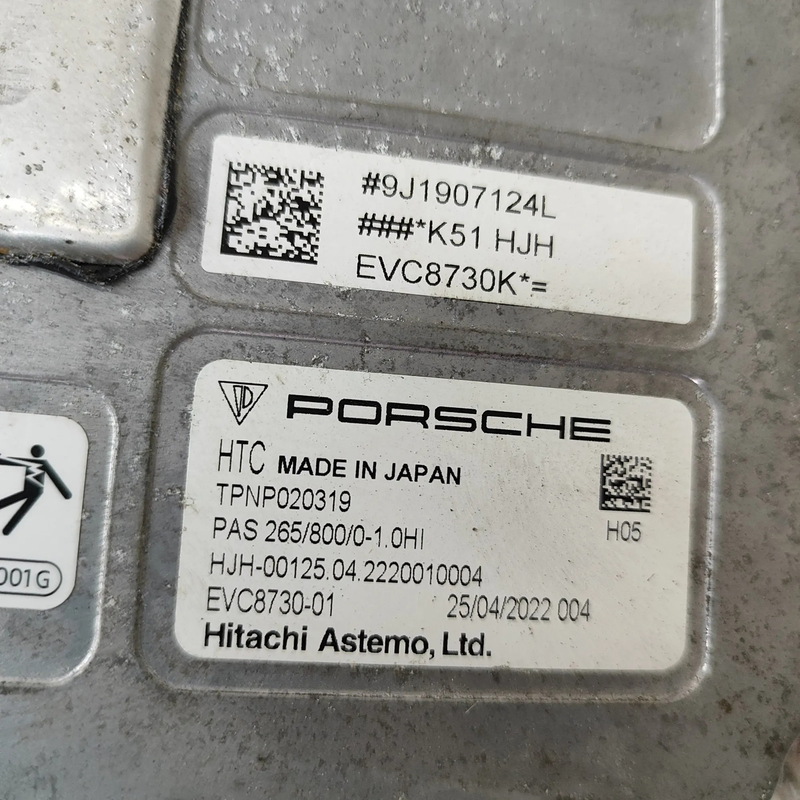 #9J1907124L
###*K51 HJH
EVC8730K*=
PORSCHE
HTC MADE IN JAPAN
TPNP020319
PAS 265/800/0-1.0HI
H05
HJH-00125.04.2220010004
EVC8730-01 25/04/2022 004
Hitachi Astemo, Ltd.
001G